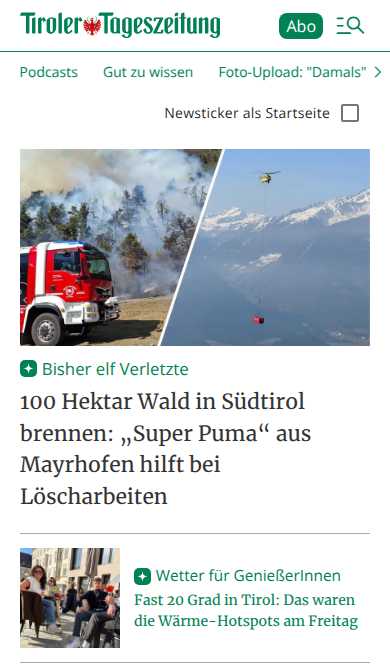 Tiroler Tageszeitung
Abo
Podcasts Gut zu wissen Foto-Upload: "Damals"
Newsticker als Startseite
Bisher elf Verletzte
100 Hektar Wald in Südtirol
brennen: „Super Puma“ aus
Mayrhofen hilft bei
Löscharbeiten
Wetter für GenießerInnen
Fast 20 Grad in Tirol: Das waren
die Wärme-Hotspots am Freitag